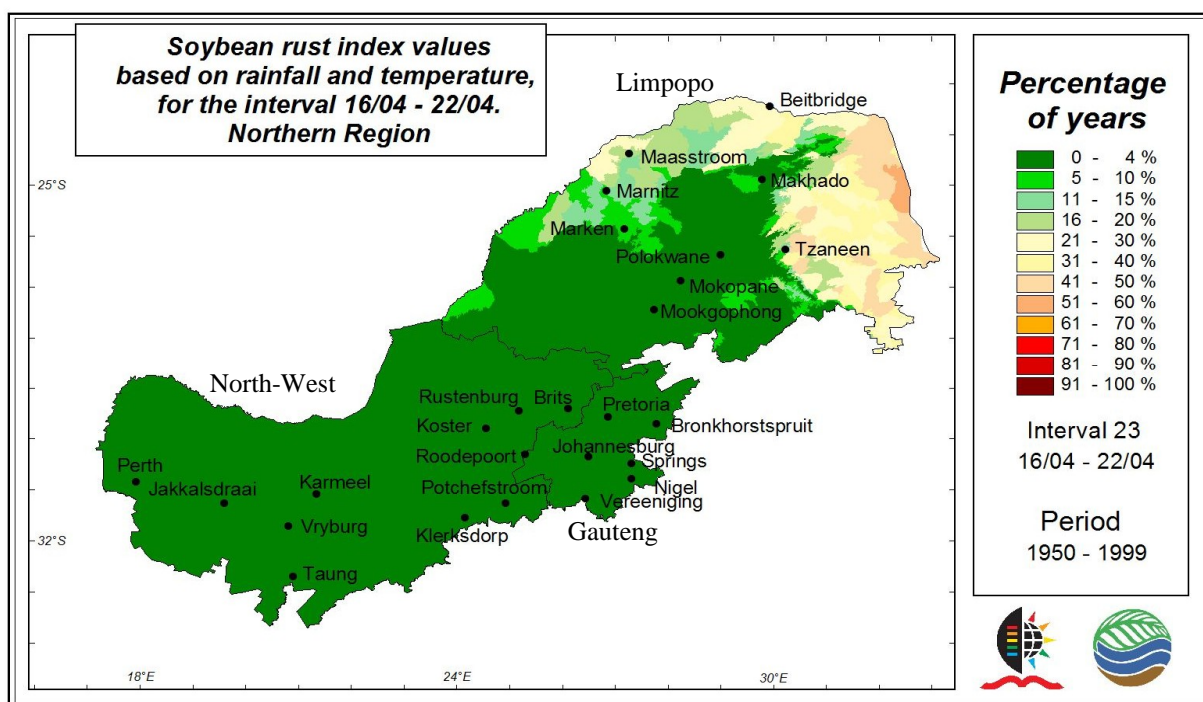 Soybean rust index values
based on rainfall and temperature,
for the interval 16/04 - 22/04.
Northern Region
Limpopo
Beitbridge
Maasstroom
Makhado
Marnitz
Marken
Tzaneen
Polokwane
Mokopane
Mookgophong
North-West
Rustenburg
Brits
Pretoria
Koster
Bronkhorstspruit
Johannesburg
Roodepoort
Springs
Perth
Karmeel
Jakkalsdraai
Potchefstroom
Nigel
Vereeniging
Vryburg
Klerksdorp
Gauteng
Taung
25°S
32°S
18°E
24°E
30°E
Percentage
of years
0 - 4 %
5 - 10 %
11 - 15 %
16 - 20 %
21 - 30 %
31 - 40 %
41 - 50 %
51 - 60 %
61 - 70 %
71 - 80 %
81 - 90 %
91 - 100 %
Interval 23
16/04 - 22/04
Period
1950 - 1999